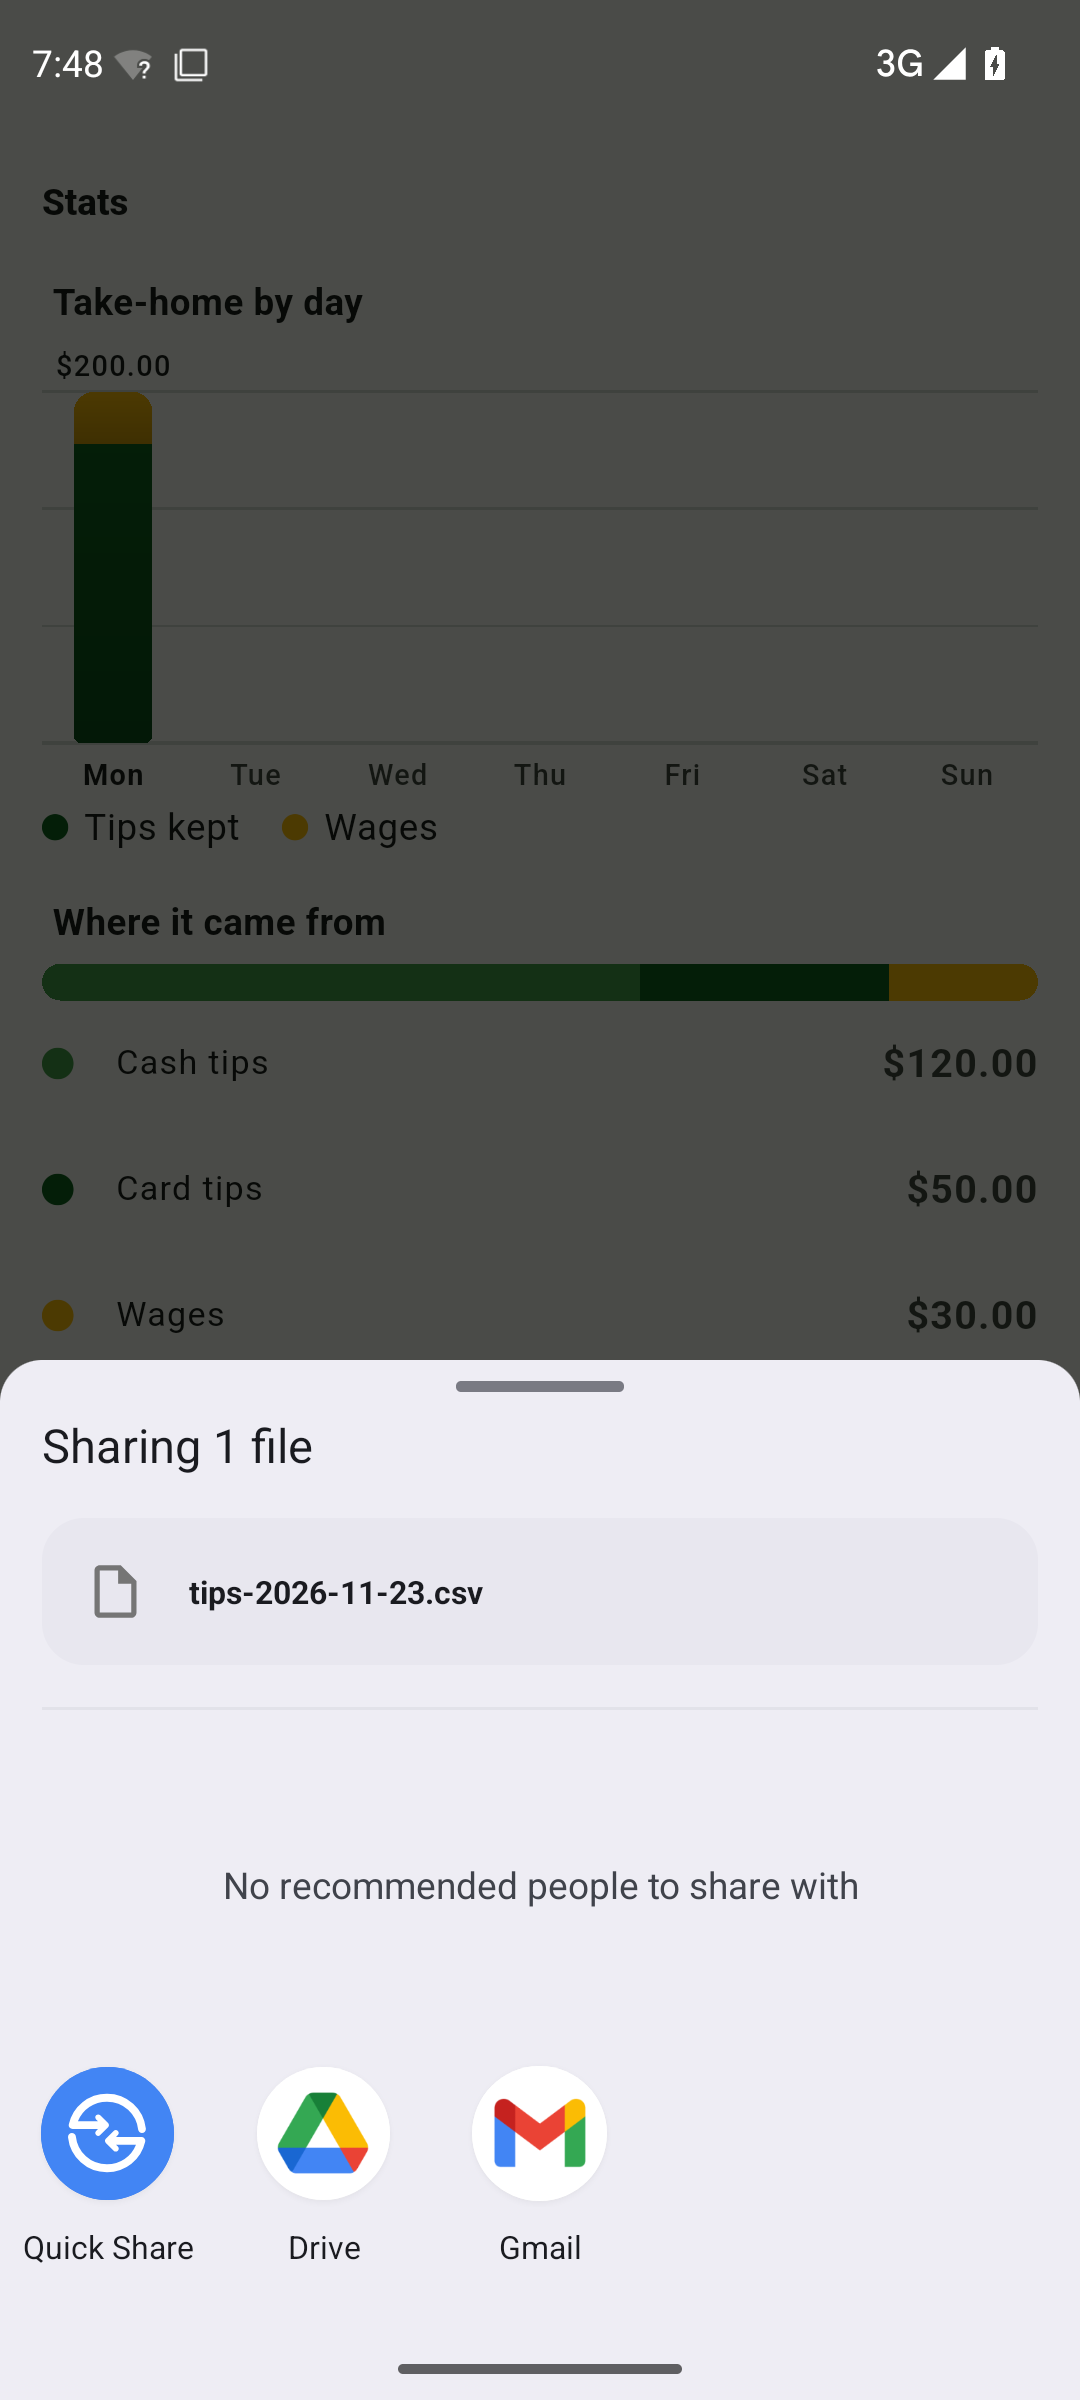 7:48 ? 3G
Stats
Take-home by day
$200.00
Mon Tue Wed Thu Fri Sat Sun
Tips kept Wages
Where it came from
Cash tips $120.00
Card tips $50.00
Wages $30.00
Sharing 1 file
tips-2026-11-23.csv
No recommended people to share with
Quick Share Drive Gmail